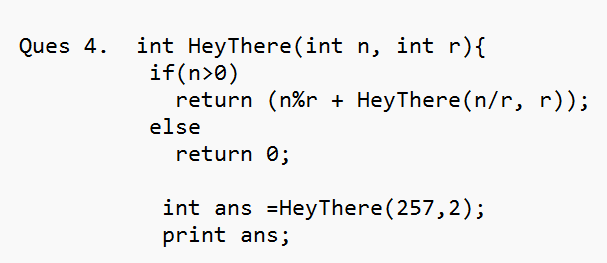 Ques 4. int HeyThere(int n, int r){
if(n>0)
return (n%r + HeyThere(n/r, r));
else
return 0;
int ans =HeyThere(257,2);
print ans;